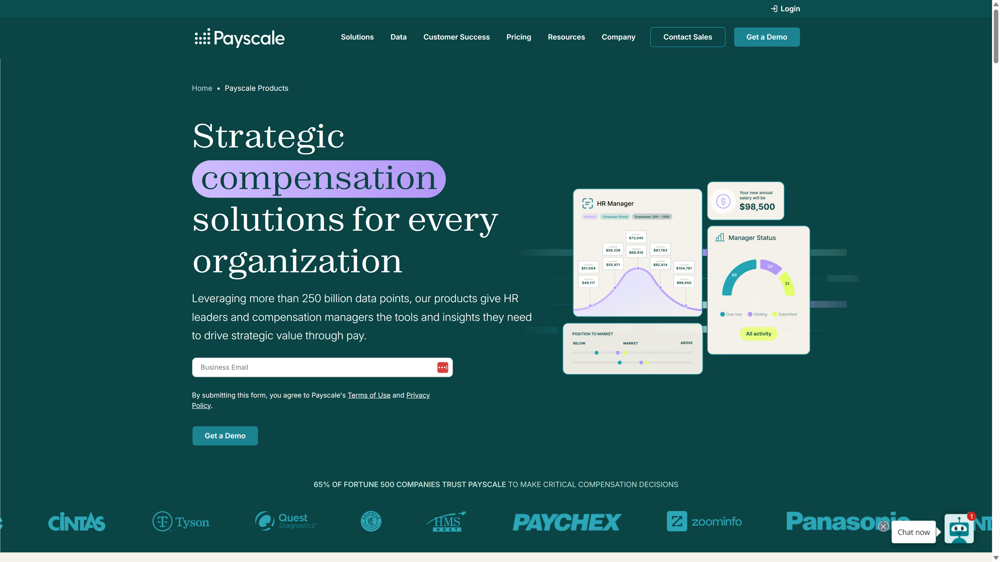 Login
Payscale
Solutions
Data
Customer Success
Pricing
Resources
Company
Contact Sales
Get a Demo
Home • Payscale Products
Strategic
compensation
solutions for every
organization
Leveraging more than 250 billion data points, our products give HR
leaders and compensation managers the tools and insights they need
to drive strategic value through pay.
Business Email
By submitting this form, you agree to Payscale's Terms of Use and Privacy
Policy.
Get a Demo
HR Manager
Midwest
Consumer Goods
Employees: 500 - 1,000
$73,045
$59,329
$68,910
$87,783
$51,004
$55,971
$82,814
$104,781
$48,117
$98,850
Your new annual
salary will be
$98,500
Manager Status
49
28
31
Due now
Waiting
Submitted
All activity
POSITION TO MARKET
BELOW
MARKET
ABOVE
65% OF FORTUNE 500 COMPANIES TRUST PAYSCALE TO MAKE CRITICAL COMPENSATION DECISIONS
CINTAS
Tyson
Quest
Diagnostics™
CHIPOTLE
MEXICAN GRILL
HMS
HOST
PAYCHEX
zoominfo
Panasonic
Chat now
1